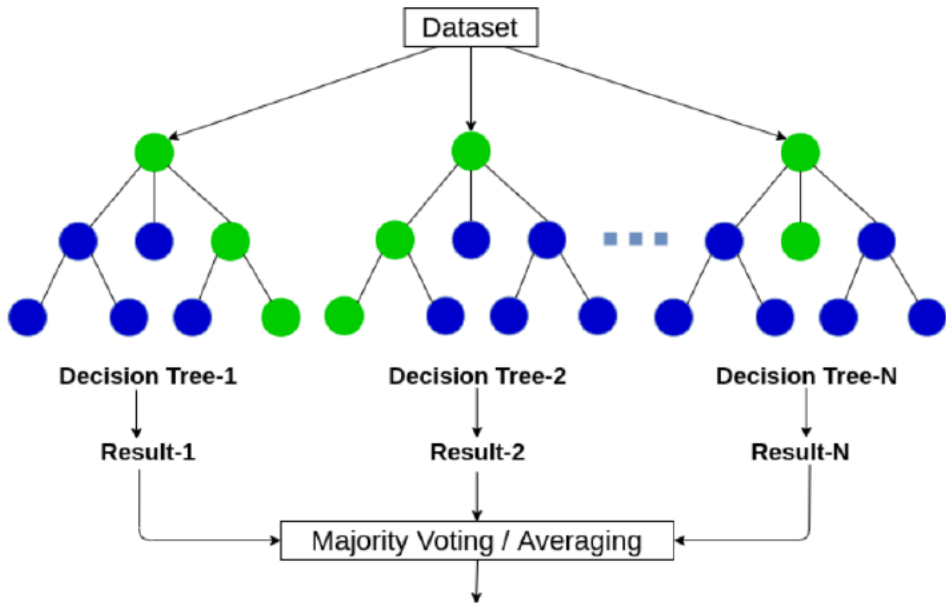 Dataset
Decision Tree-1
Decision Tree-2
Decision Tree-N
Result-1
Result-2
Result-N
Majority Voting / Averaging